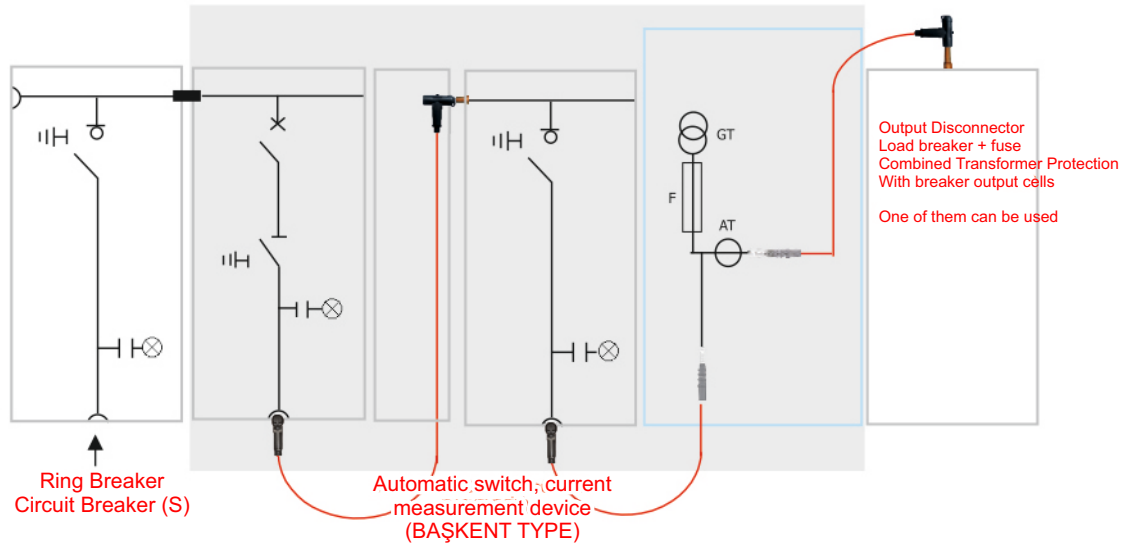 GT
F
AT
Output Disconnector
Load breaker + fuse
Combined Transformer Protection
With breaker output cells
One of them can be used
Ring Breaker
Circuit Breaker (S)
Automatic switch, current
measurement device
(BAŞKENT TYPE)